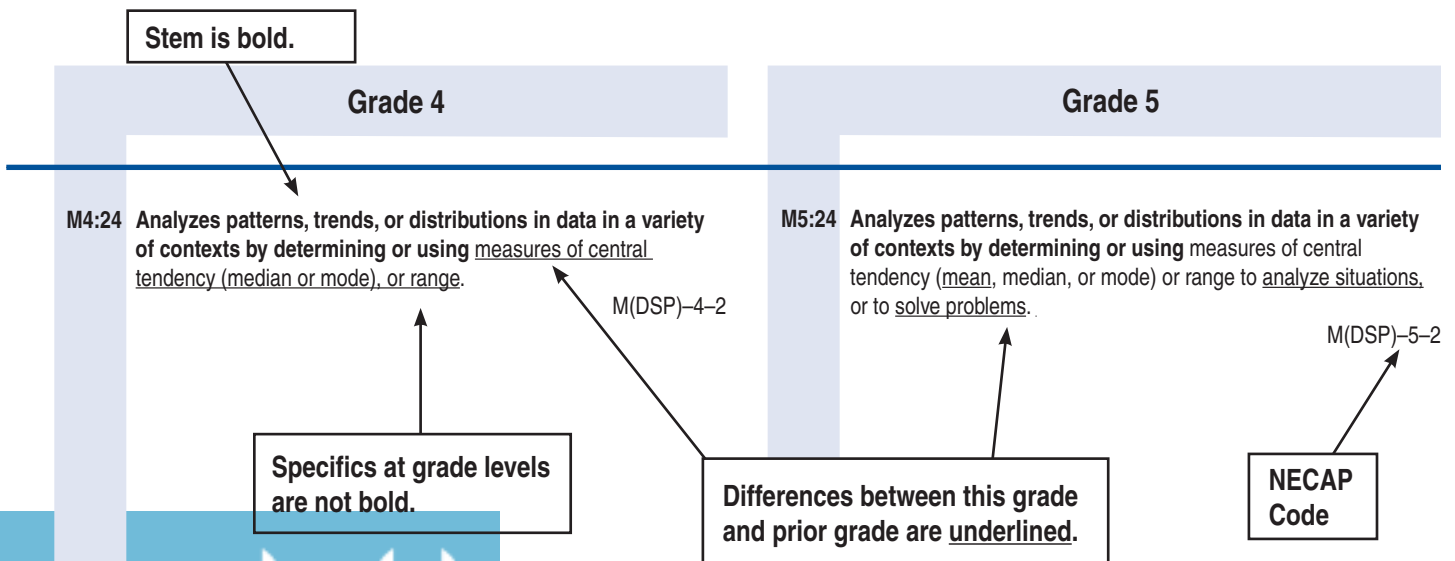 Stem is bold.
Grade 4
Grade 5
M4:24 Analyzes patterns, trends, or distributions in data in a variety
of contexts by determining or using measures of central
tendency (median or mode), or range.
M(DSP)–4–2
M5:24 Analyzes patterns, trends, or distributions in data in a variety
of contexts by determining or using measures of central
tendency (mean, median, or mode) or range to analyze situations,
or to solve problems.
M(DSP)–5–2
Specifics at grade levels
are not bold.
Differences between this grade
and prior grade are underlined.
NECAP
Code